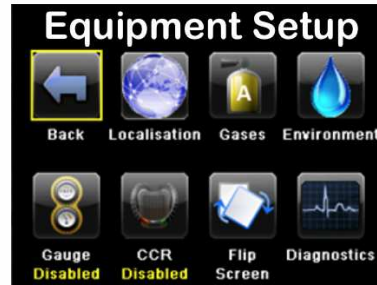 Equipment Setup
A
Back Localisation Gases Environment
Gauge CCR Flip Diagnostics
Disabled Disabled Screen